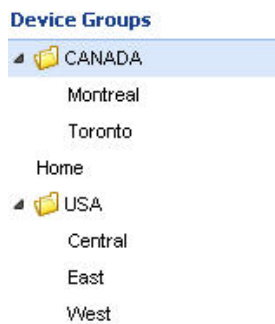 Device Groups
CANADA
Montreal
Toronto
Home
USA
Central
East
West